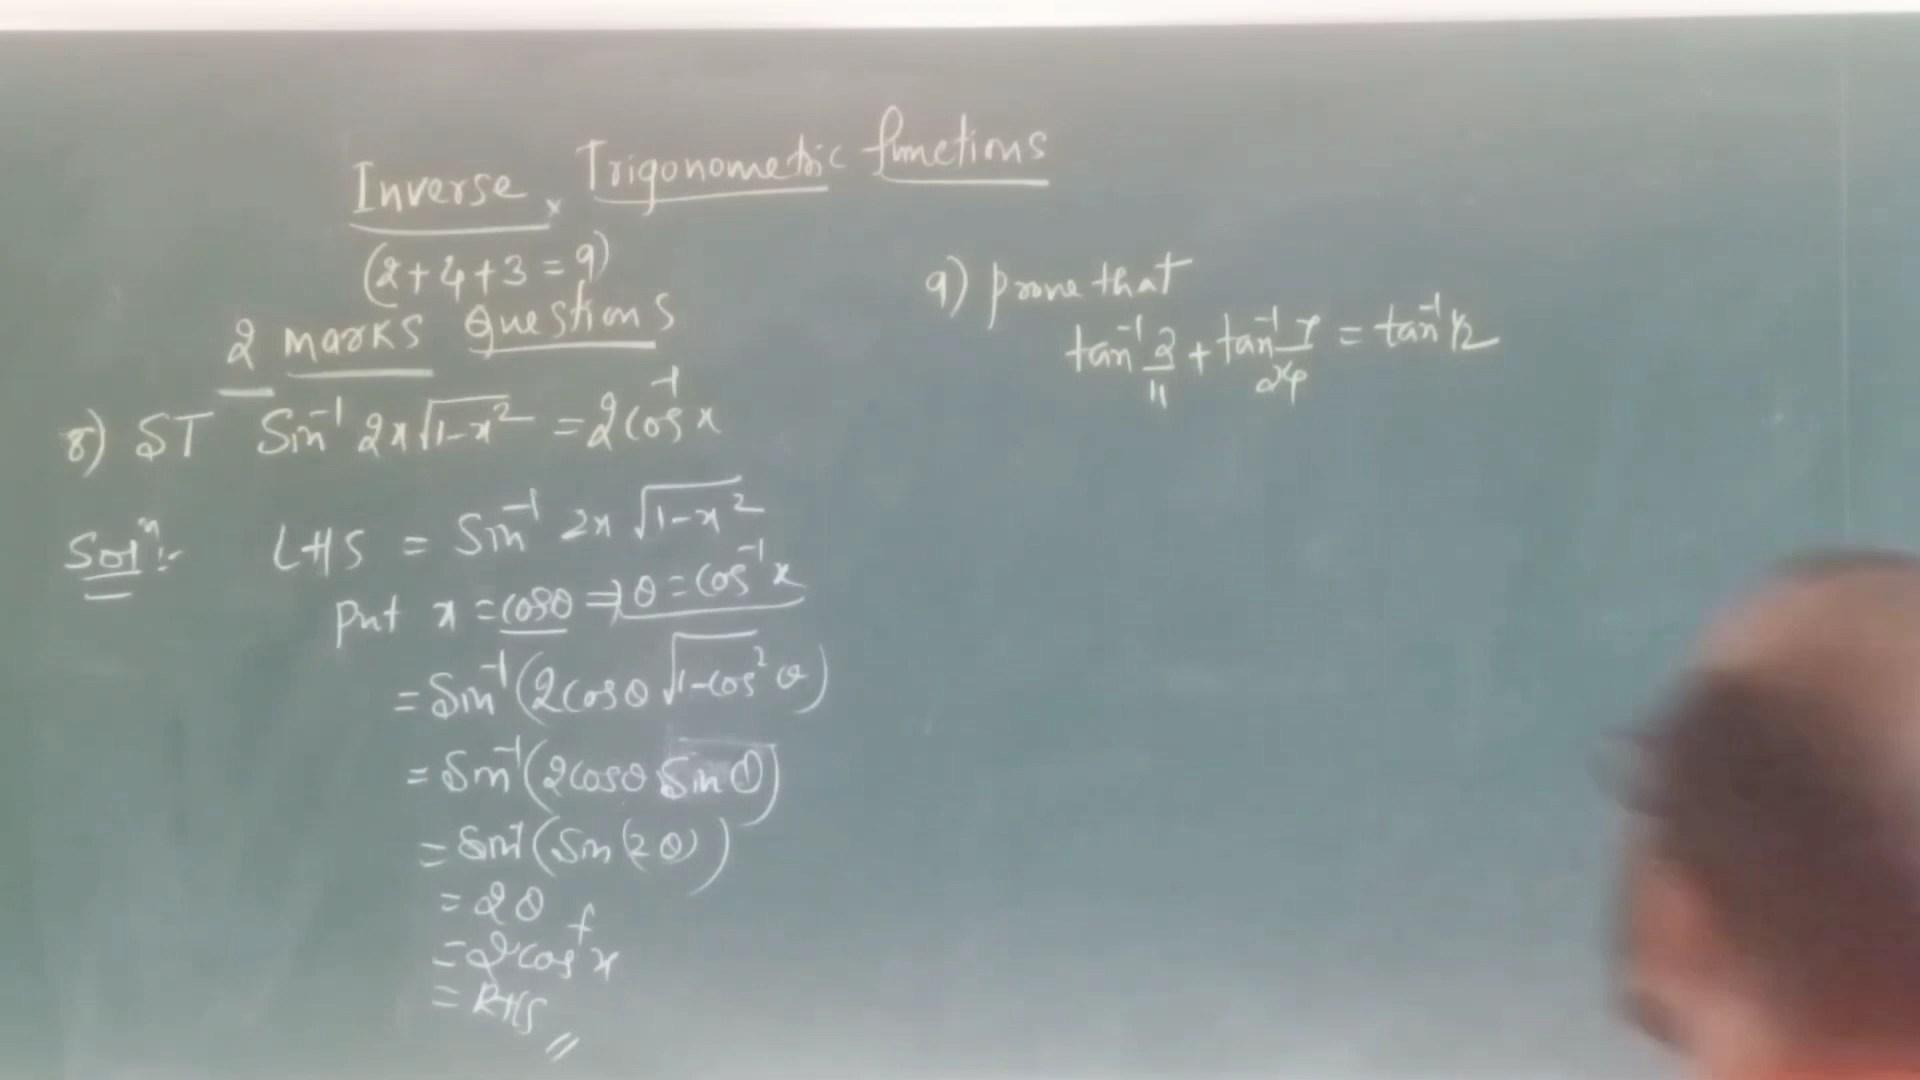 Inverse Trigonometric functions
(2+4+3=9)
2 marks Questions
8) ST Sin⁻¹ 2x√(1-x²) = 2cos⁻¹x
Solⁿ:-
LHS = Sin⁻¹ 2x √(1-x²)
Put x = cosθ ⇒ θ = cos⁻¹x
= Sin⁻¹(2cosθ √(1-cos²θ))
= Sin⁻¹(2cosθ Sinθ)
= Sin⁻¹(Sin(2θ))
= 2θ
= 2cos⁻¹x
= RHS //
9) prove that
tan⁻¹ 2/11 + tan⁻¹ 7/24 = tan⁻¹ 1/2